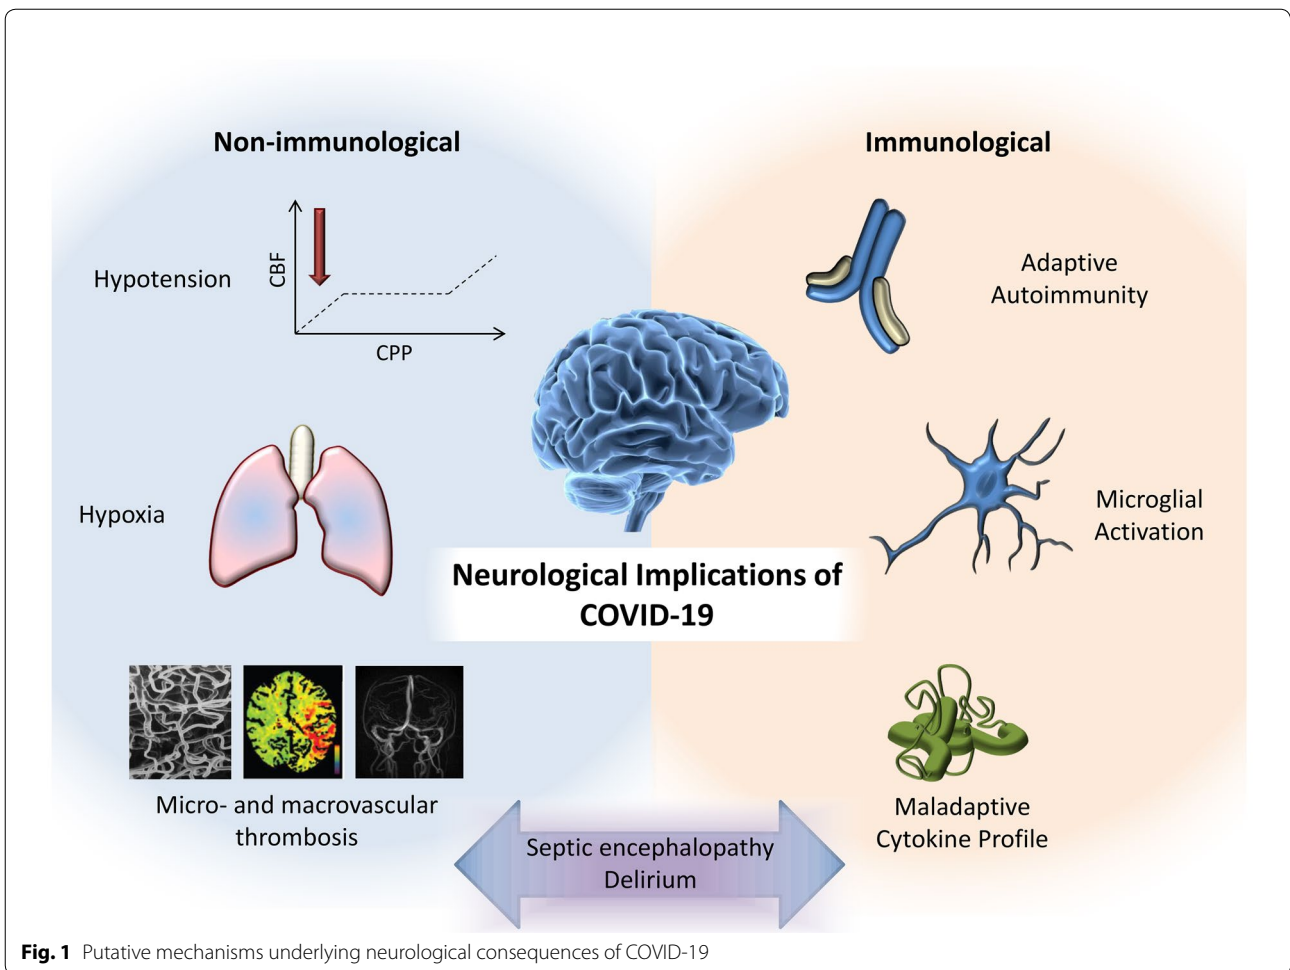 Non-immunological
Immunological
Hypotension
CBF
CPP
Adaptive
Autoimmunity
Hypoxia
Microglial
Activation
Neurological Implications of
COVID-19
Micro- and macrovascular
thrombosis
Maladaptive
Cytokine Profile
Septic encephalopathy
Delirium
Fig. 1 Putative mechanisms underlying neurological consequences of COVID-19